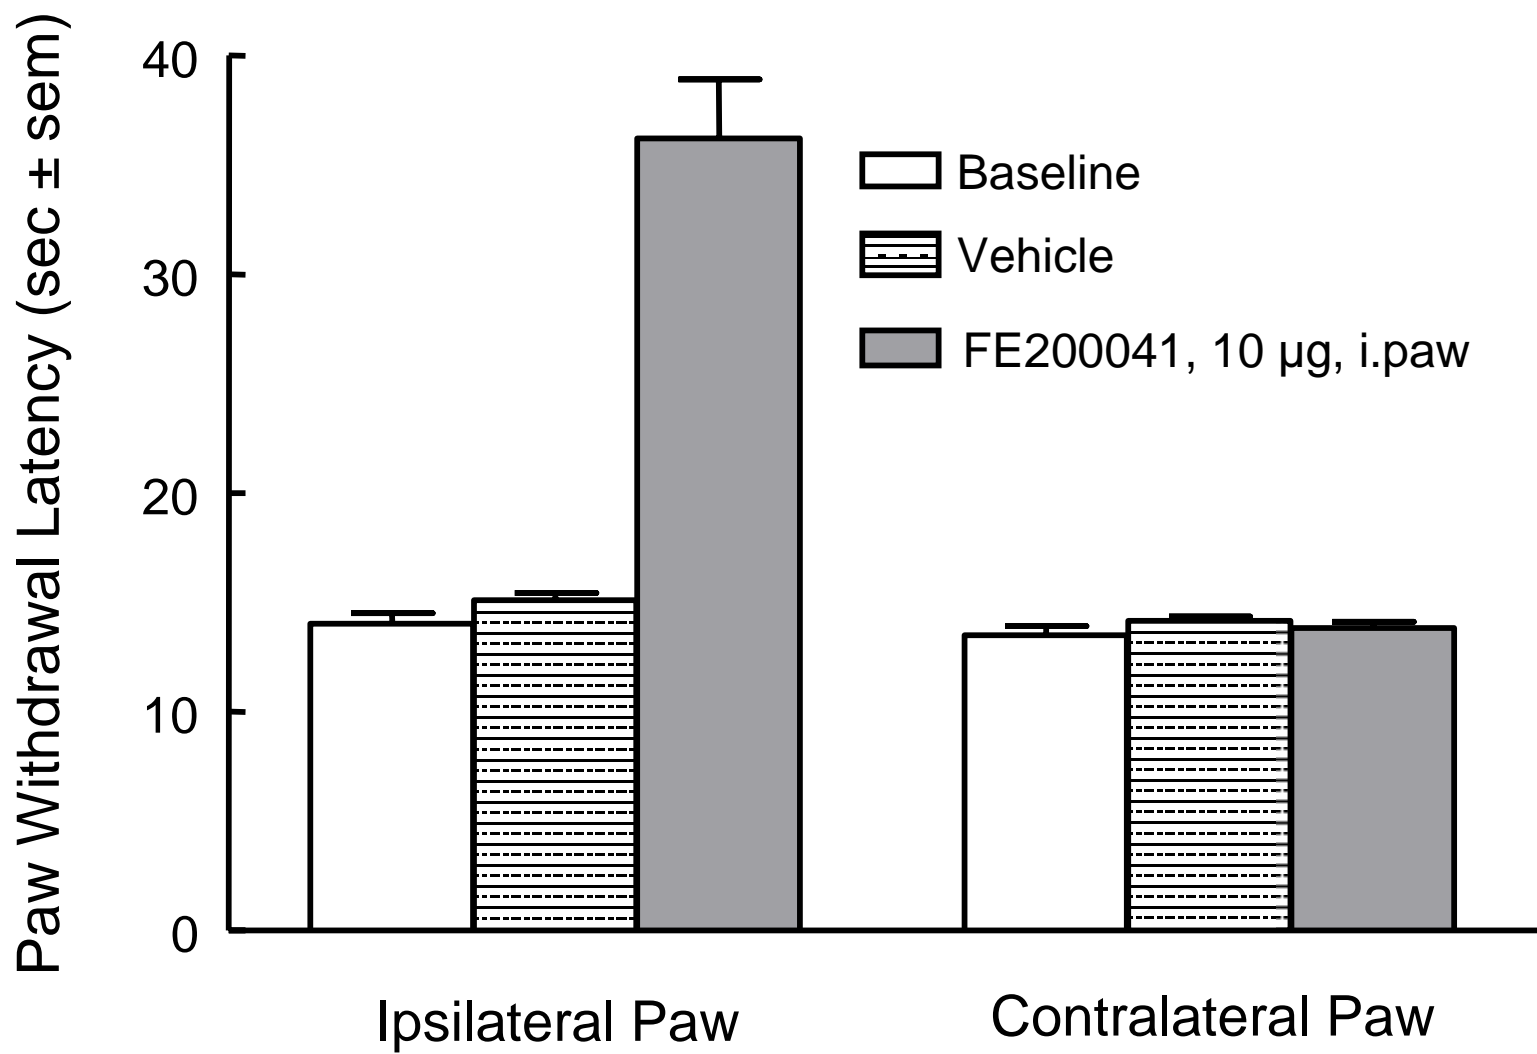 Paw Withdrawal Latency (sec ± sem)
40
30
20
10
0
Baseline
Vehicle
FE200041, 10 µg, i.paw
Ipsilateral Paw
Contralateral Paw